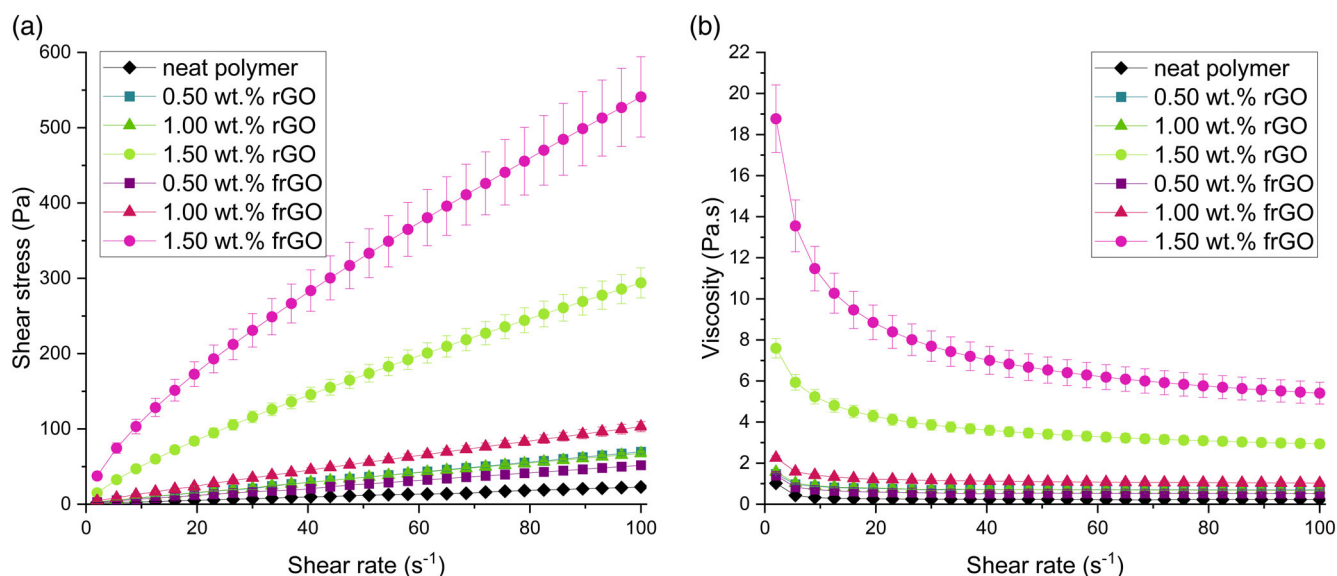 (a)
600
500
400
300
200
100
0
Shear stress (Pa)
neat polymer
0.50 wt.% rGO
1.00 wt.% rGO
1.50 wt.% rGO
0.50 wt.% frGO
1.00 wt.% frGO
1.50 wt.% frGO
0 20 40 60 80 100
Shear rate (s⁻¹)
(b)
22
20
18
16
14
12
10
8
6
4
2
0
Viscosity (Pa.s)
neat polymer
0.50 wt.% rGO
1.00 wt.% rGO
1.50 wt.% rGO
0.50 wt.% frGO
1.00 wt.% frGO
1.50 wt.% frGO
0 20 40 60 80 100
Shear rate (s⁻¹)